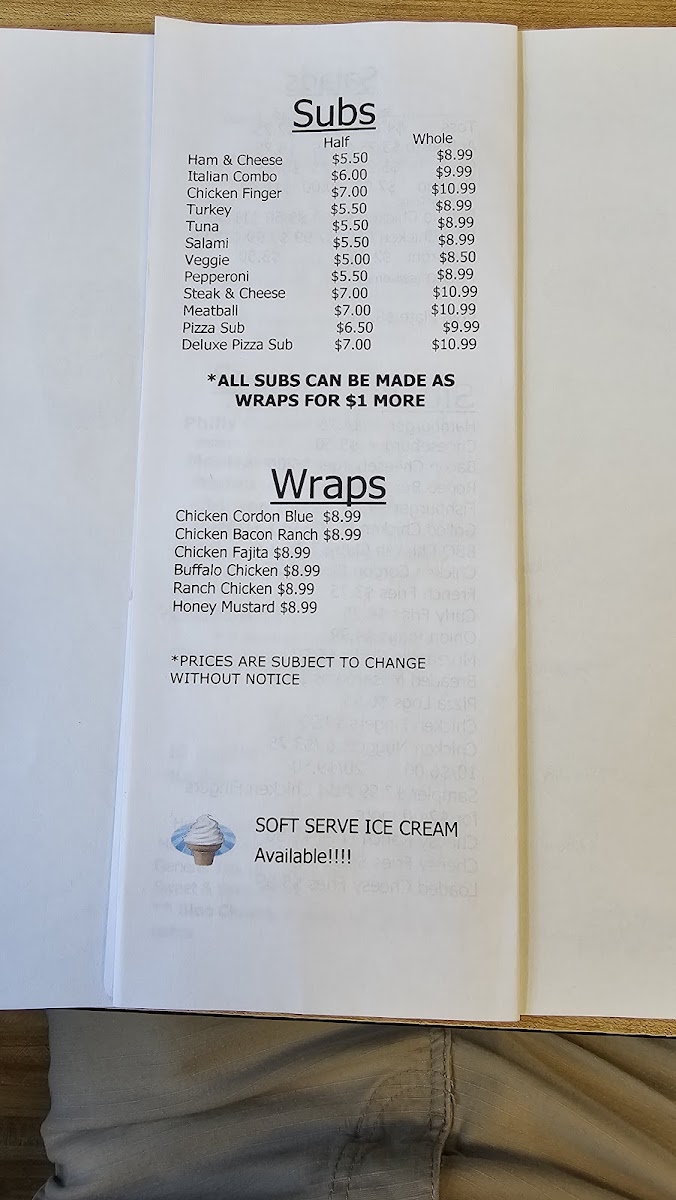 Subs
Half Whole
Ham & Cheese $5.50 $8.99
Italian Combo $6.00 $9.99
Chicken Finger $7.00 $10.99
Turkey $5.50 $8.99
Tuna $5.50 $8.99
Salami $5.50 $8.99
Veggie $5.00 $8.50
Pepperoni $5.50 $8.99
Steak & Cheese $7.00 $10.99
Meatball $7.00 $10.99
Pizza Sub $6.50 $9.99
Deluxe Pizza Sub $7.00 $10.99
*ALL SUBS CAN BE MADE AS
WRAPS FOR $1 MORE
Wraps
Chicken Cordon Blue $8.99
Chicken Bacon Ranch $8.99
Chicken Fajita $8.99
Buffalo Chicken $8.99
Ranch Chicken $8.99
Honey Mustard $8.99
*PRICES ARE SUBJECT TO CHANGE
WITHOUT NOTICE
SOFT SERVE ICE CREAM
Available!!!!